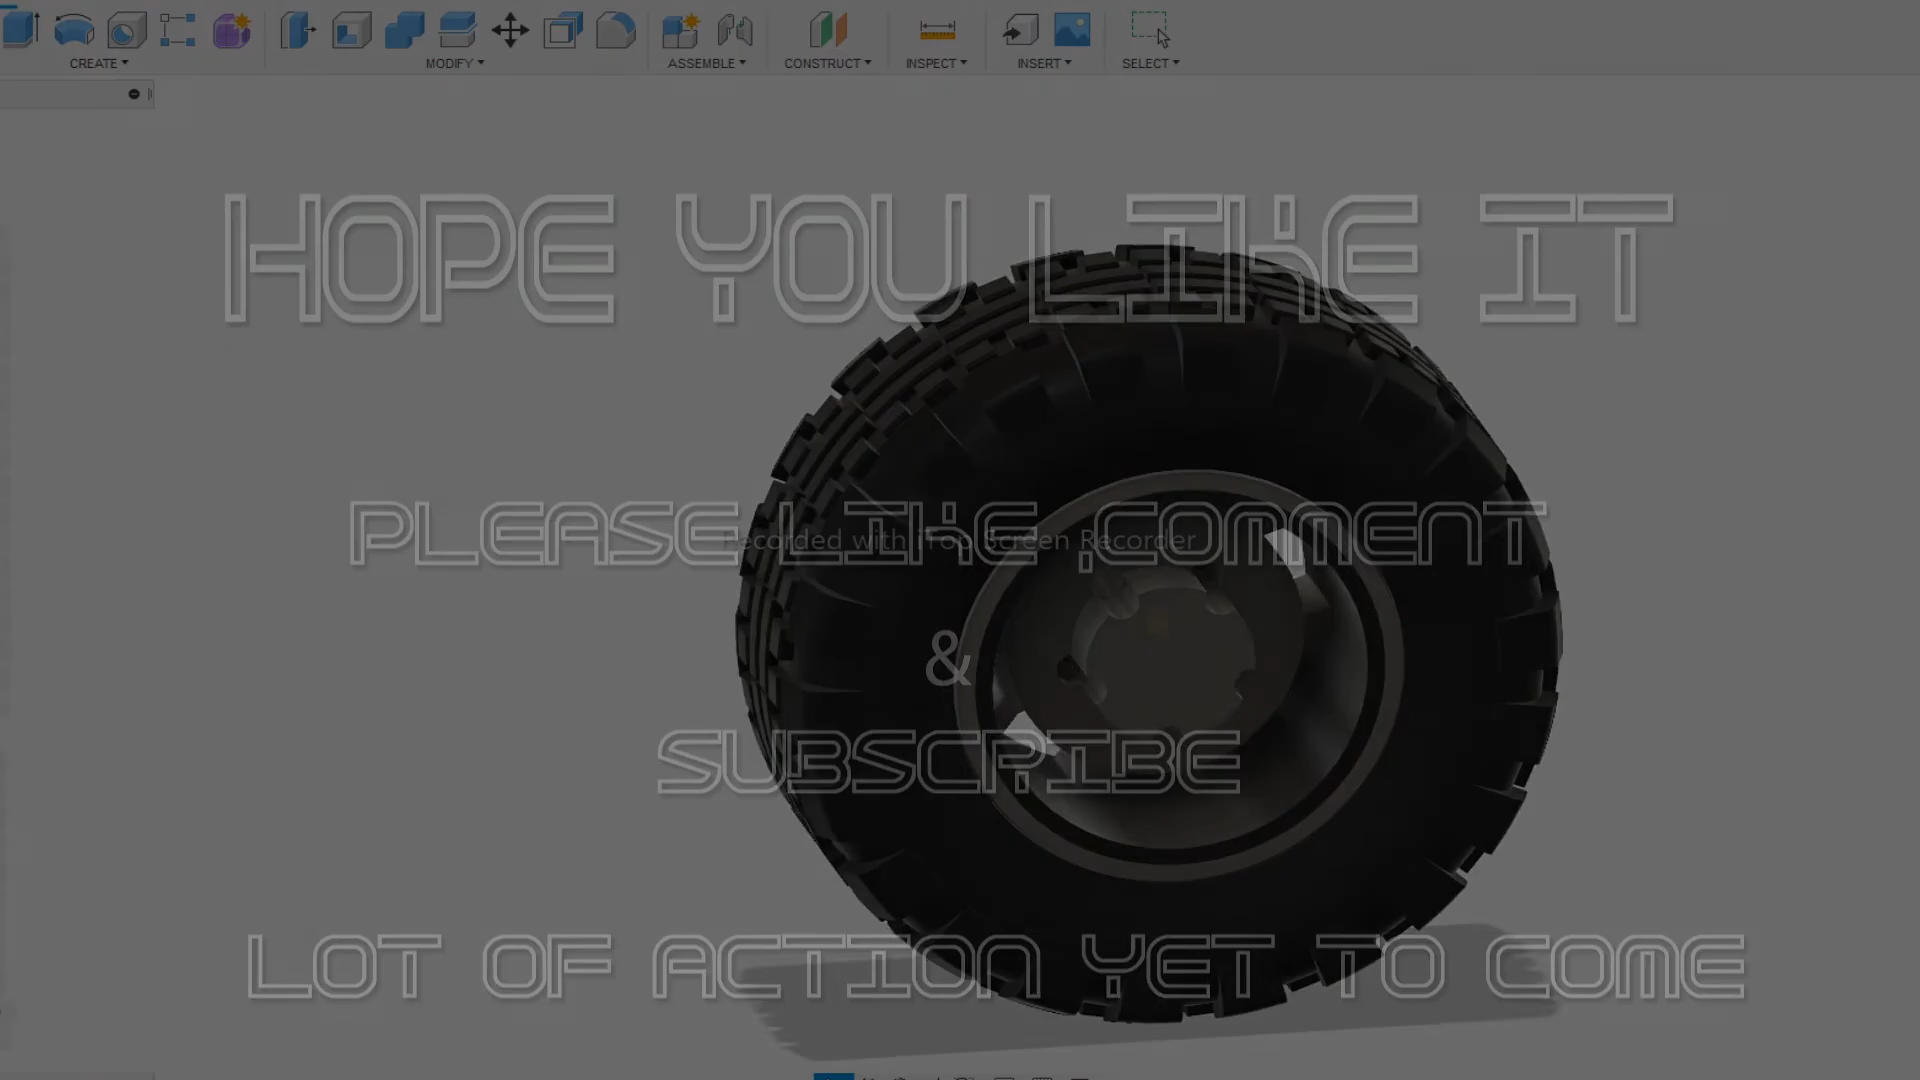 CREATE MODIFY ASSEMBLE CONSTRUCT INSPECT INSERT SELECT
HOPE YOU LIKE IT
PLEASE LIKE ,COMMENT
Recorded with iTop Screen Recorder
&
SUBSCRIBE
LOT OF ACTION YET TO COME